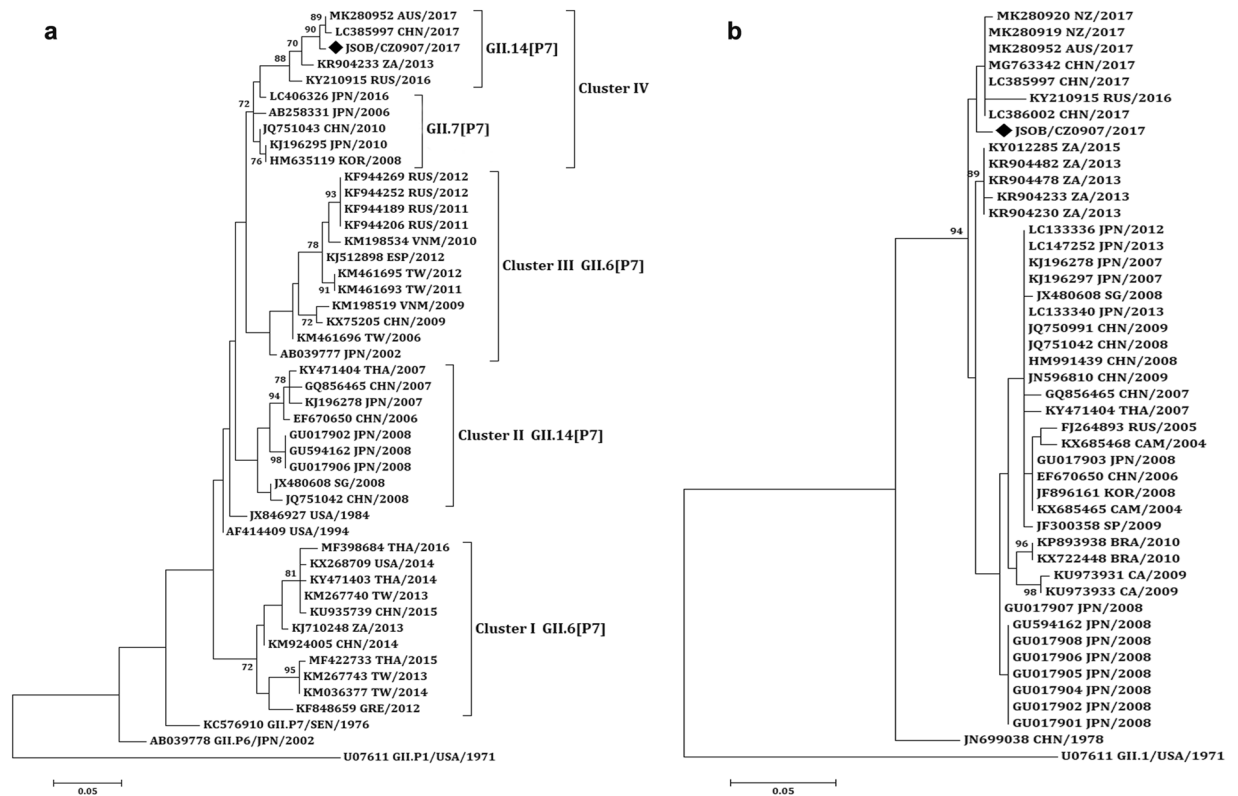 a
89
MK280952 AUS/2017
90
LC385997 CHN/2017
JSOB/CZ0907/2017
70
88
KR904233 ZA/2013
KY210915 RUS/2016
GII.14[P7]
LC406326 JPN/2016
72
AB258331 JPN/2006
JQ751043 CHN/2010
KJ196295 JPN/2010
76
HM635119 KOR/2008
GII.7[P7]
Cluster IV
KF944269 RUS/2012
93
KF944252 RUS/2012
KF944189 RUS/2011
KF944206 RUS/2011
KM198534 VNM/2010
78
KJ512898 ESP/2012
KM461695 TW/2012
91
KM461693 TW/2011
KM198519 VNM/2009
72
KX75205 CHN/2009
KM461696 TW/2006
AB039777 JPN/2002
Cluster III GII.6[P7]
KY471404 THA/2007
78
GQ856465 CHN/2007
94
KJ196278 JPN/2007
EF670650 CHN/2006
GU017902 JPN/2008
GU594162 JPN/2008
98
GU017906 JPN/2008
JX480608 SG/2008
JQ751042 CHN/2008
Cluster II GII.14[P7]
JX846927 USA/1984
AF414409 USA/1994
MF398684 THA/2016
KX268709 USA/2014
81
KY471403 THA/2014
KM267740 TW/2013
KU935739 CHN/2015
KJ710248 ZA/2013
KM924005 CHN/2014
72
MF422733 THA/2015
95
KM267743 TW/2013
KM036377 TW/2014
KF848659 GRE/2012
Cluster I GII.6[P7]
KC576910 GII.P7/SEN/1976
AB039778 GII.P6/JPN/2002
U07611 GII.P1/USA/1971
0.05
b
MK280920 NZ/2017
MK280919 NZ/2017
MK280952 AUS/2017
MG763342 CHN/2017
LC385997 CHN/2017
KY210915 RUS/2016
LC386002 CHN/2017
JSOB/CZ0907/2017
KY012285 ZA/2015
KR904482 ZA/2013
89
KR904478 ZA/2013
KR904233 ZA/2013
KR904230 ZA/2013
94
LC133336 JPN/2012
LC147252 JPN/2013
KJ196278 JPN/2007
KJ196297 JPN/2007
JX480608 SG/2008
LC133340 JPN/2013
JQ750991 CHN/2009
JQ751042 CHN/2008
HM991439 CHN/2008
JN596810 CHN/2009
GQ856465 CHN/2007
KY471404 THA/2007
FJ264893 RUS/2005
KX685468 CAM/2004
GU017903 JPN/2008
EF670650 CHN/2006
JF896161 KOR/2008
KX685465 CAM/2004
JF300358 SP/2009
96
KP893938 BRA/2010
KX722448 BRA/2010
KU973931 CA/2009
98
KU973933 CA/2009
GU017907 JPN/2008
GU594162 JPN/2008
GU017908 JPN/2008
GU017906 JPN/2008
GU017905 JPN/2008
GU017904 JPN/2008
GU017902 JPN/2008
GU017901 JPN/2008
JN699038 CHN/1978
U07611 GII.1/USA/1971
0.05